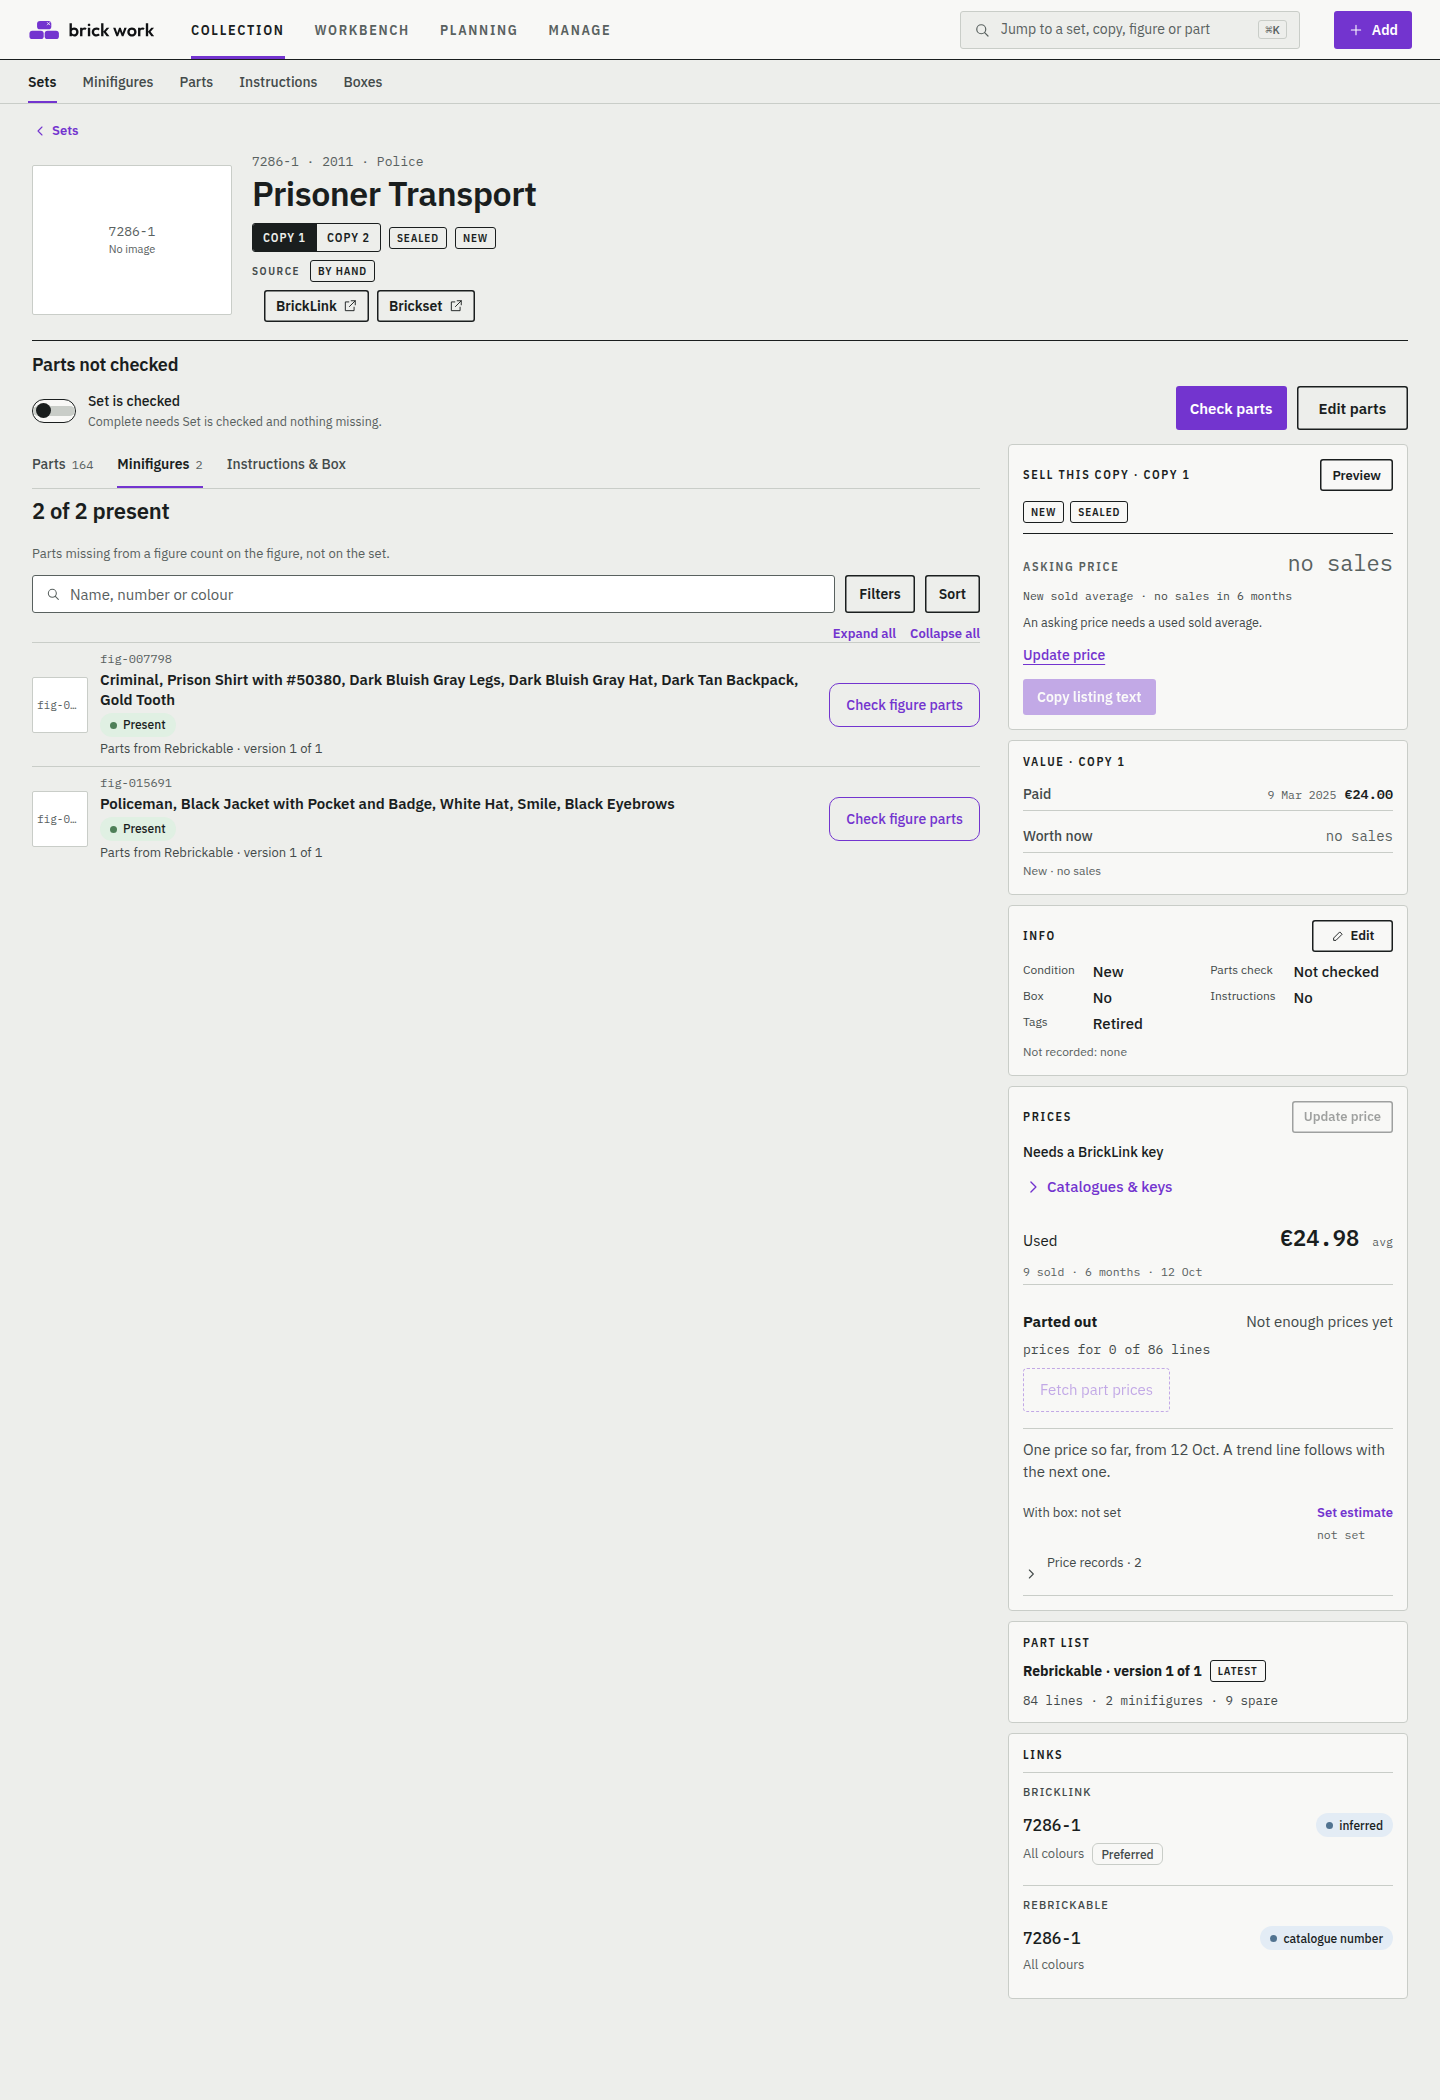 brick work
COLLECTION WORKBENCH PLANNING MANAGE
Jump to a set, copy, figure or part ⌘K
Add
Sets Minifigures Parts Instructions Boxes
Sets
7286-1 · 2011 · Police
Prisoner Transport
7286-1
No image
COPY 1 COPY 2 SEALED NEW
SOURCE BY HAND
BrickLink Brickset
Parts not checked
Set is checked
Complete needs Set is checked and nothing missing.
Check parts Edit parts
Parts 164 Minifigures 2 Instructions & Box
2 of 2 present
Parts missing from a figure count on the figure, not on the set.
Name, number or colour
Filters Sort
Expand all Collapse all
fig-007798
fig-0…
Criminal, Prison Shirt with #50380, Dark Bluish Gray Legs, Dark Bluish Gray Hat, Dark Tan Backpack,
Gold Tooth
Present
Parts from Rebrickable · version 1 of 1
Check figure parts
fig-015691
fig-0…
Policeman, Black Jacket with Pocket and Badge, White Hat, Smile, Black Eyebrows
Present
Parts from Rebrickable · version 1 of 1
Check figure parts
SELL THIS COPY · COPY 1
Preview
NEW SEALED
ASKING PRICE no sales
New sold average · no sales in 6 months
An asking price needs a used sold average.
Update price
Copy listing text
VALUE · COPY 1
Paid 9 Mar 2025 €24.00
Worth now no sales
New · no sales
INFO
Edit
Condition New Parts check Not checked
Box No Instructions No
Tags Retired
Not recorded: none
PRICES
Update price
Needs a BrickLink key
Catalogues & keys
Used €24.98 avg
9 sold · 6 months · 12 Oct
Parted out Not enough prices yet
prices for 0 of 86 lines
Fetch part prices
One price so far, from 12 Oct. A trend line follows with
the next one.
With box: not set Set estimate
not set
Price records · 2
PART LIST
Rebrickable · version 1 of 1 LATEST
84 lines · 2 minifigures · 9 spare
LINKS
BRICKLINK
7286-1 inferred
All colours Preferred
REBRICKABLE
7286-1 catalogue number
All colours